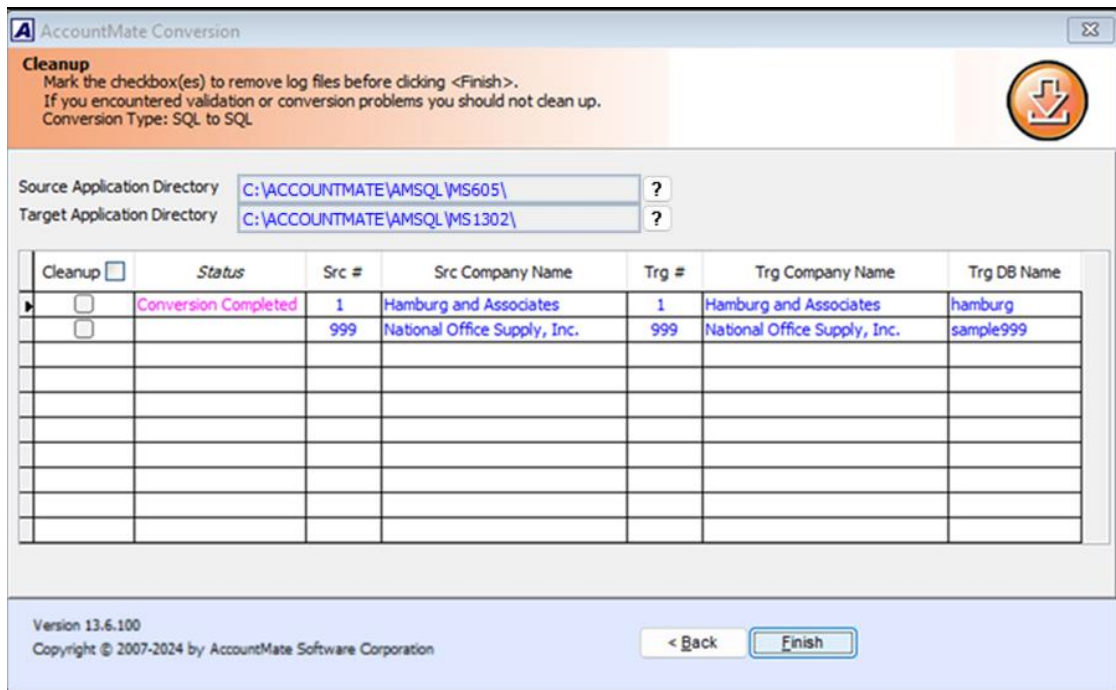 A AccountMate Conversion
Cleanup
Mark the checkbox(es) to remove log files before clicking <Finish>.
If you encountered validation or conversion problems you should not clean up.
Conversion Type: SQL to SQL
Source Application Directory C:\ACCOUNTMATE\AMSQL\MS605\ ?
Target Application Directory C:\ACCOUNTMATE\AMSQL\MS1302\ ?
Cleanup Status Src # Src Company Name Trg # Trg Company Name Trg DB Name
Conversion Completed 1 Hamburg and Associates 1 Hamburg and Associates hamburg
999 National Office Supply, Inc. 999 National Office Supply, Inc. sample999
Version 13.6.100
Copyright © 2007-2024 by AccountMate Software Corporation
< Back Finish